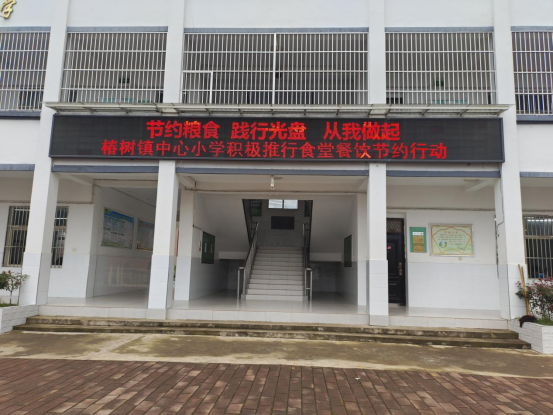 节约粮食 践行光盘 从我做起
椿树镇中心小学积极推行食堂餐饮节约行动